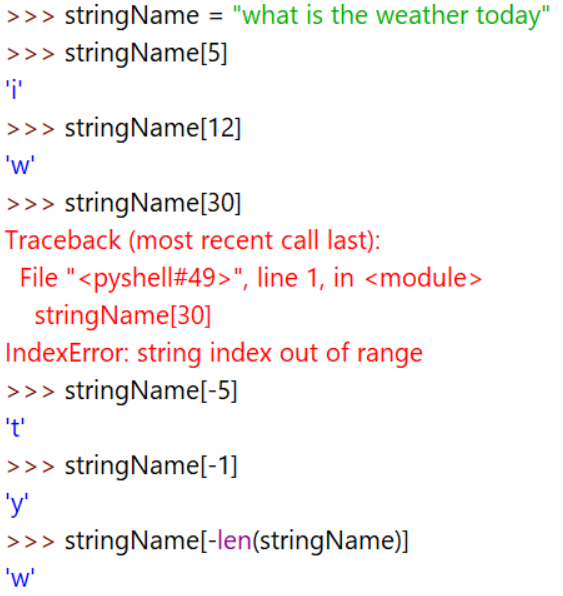 >>> stringName = "what is the weather today"
>>> stringName[5]
'i'
>>> stringName[12]
'w'
>>> stringName[30]
Traceback (most recent call last):
  File "<pyshell#49>", line 1, in <module>
    stringName[30]
IndexError: string index out of range
>>> stringName[-5]
't'
>>> stringName[-1]
'y'
>>> stringName[-len(stringName)]
'w'